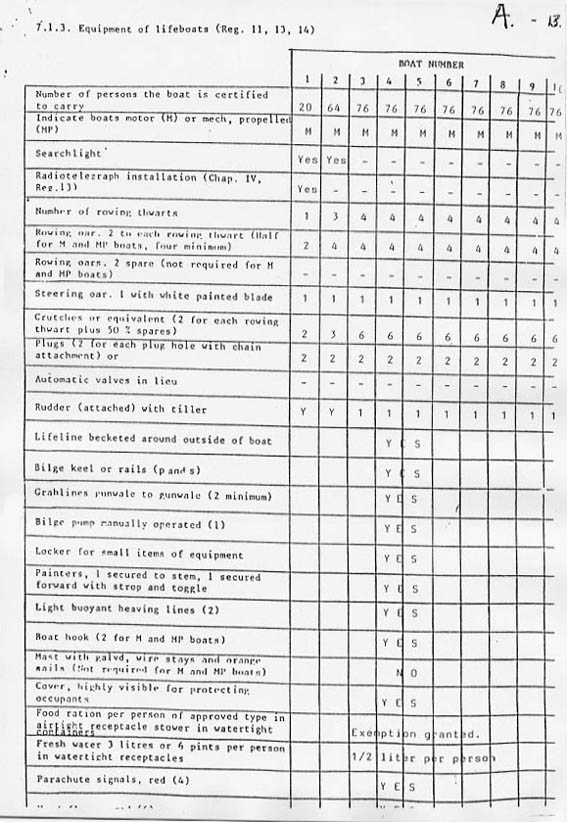 A. - 13.
7.1.3. Equipment of lifeboats (Reg. 11, 13, 14)
BOAT NUMBER
1 2 3 4 5 6 7 8 9
Number of persons the boat is certified
to carry 20 64 76 76 76 76 76 76 76 76
Indicate boats motor (M) or mech, propelled
(MP) M M M M M M M M M M
Searchlight Yes Yes - - - - - - - -
Radiotelegraph installation (Chap. IV,
Reg.13) Yes - - - - - - - - -
Number of rowing thwarts 1 3 4 4 4 4 4 4 4 4
Rowing oar. 2 to each rowing thwart (Half
for M and MP boats, four minimum) 2 4 4 4 4 4 4 4 4 4
Rowing oars. 2 spare (not required for M
and MP boats) - - - - - - - - - -
Steering oar. 1 with white painted blade 1 1 1 1 1 1 1 1 1 1
Crutches or equivalent (2 for each rowing
thwart plus 50 % spares) 2 3 6 6 6 6 6 6 6 6
Plugs (2 for each plug hole with chain
attachment) or 2 2 2 2 2 2 2 2 2 2
Automatic valves in lieu - - - - - - - - - -
Rudder (attached) with tiller Y Y 1 1 1 1 1 1 1 1
Lifeline becketed around outside of boat Y E S
Bilge keel or rails (p and s) Y E S
Grablines gunwale to gunwale (2 minimum) Y E S
Bilge pump manually operated (1) Y E S
Locker for small items of equipment Y E S
Painters, 1 secured to stem, 1 secured
forward with strop and toggle Y E S
Light buoyant heaving lines (2) Y E S
Boat hook (2 for M and MP boats) Y E S
Mast with galvd, wire stays and orange
sails (Not required for M and MP boats) N O
Cover, highly visible for protecting
occupants Y E S
Food ration per person of approved type in
airtight receptacle stower in watertight
containers Exemption granted.
Fresh water 3 litres or 6 pints per person
in watertight receptacles 1/2 liter per person
Parachute signals, red (4) Y E S